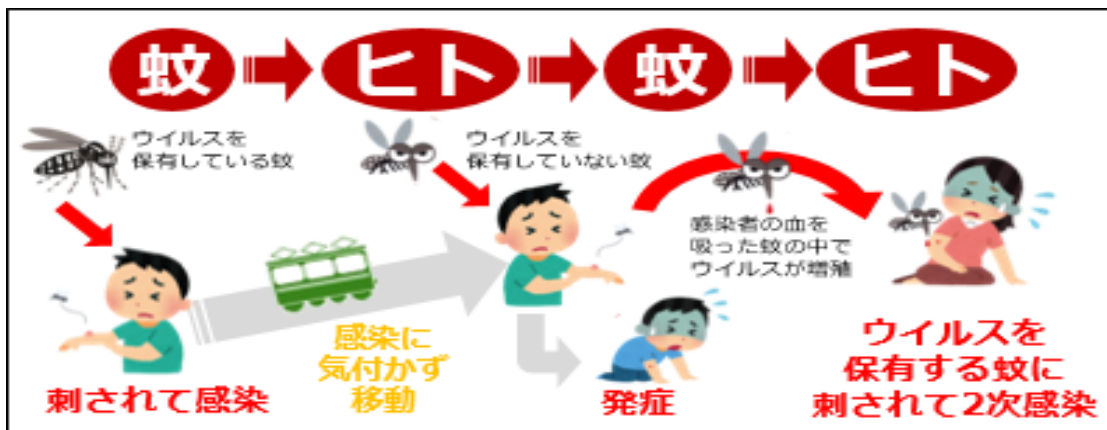 蚊 ヒト 蚊 ヒト
ウイルスを
保有している蚊
ウイルスを
保有していない蚊
感染者の血を
吸った蚊の中で
ウイルスが増殖
刺されて感染
感染に
気付かず
移動
発症
ウイルスを
保有する蚊に
刺されて2次感染